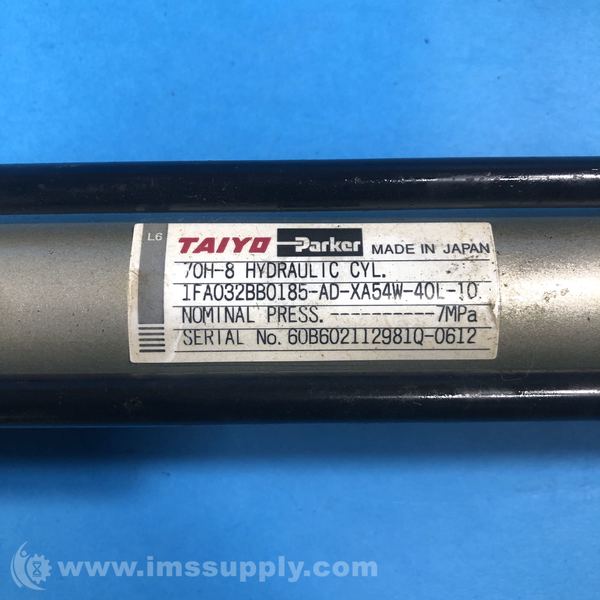 L6
TAIYO Parker MADE IN JAPAN
70H-8 HYDRAULIC CYL.
1FA032BB0185-AD-XA54W-40L-10
NOMINAL PRESS.-----------7MPa
SERIAL No. 60B602112981Q-0612
www.imssupply.com